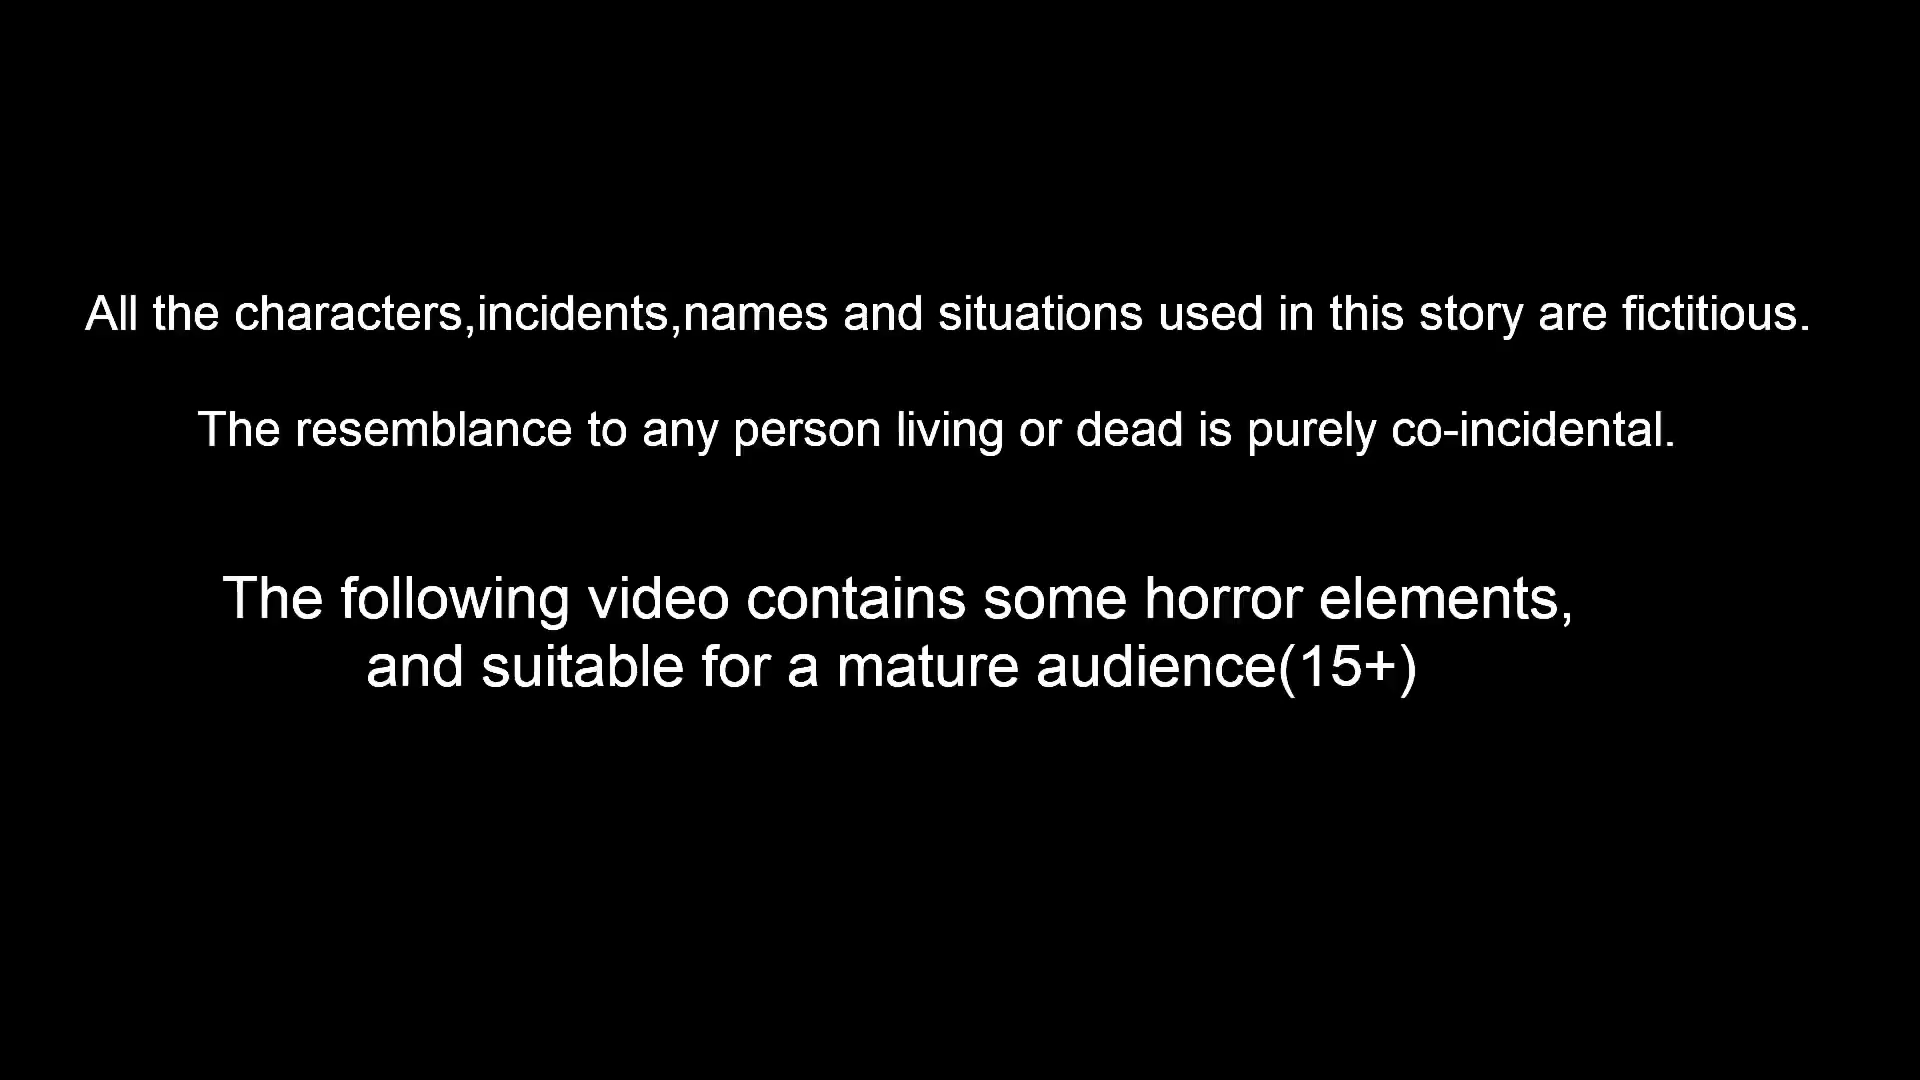 All the characters,incidents,names and situations used in this story are fictitious.
The resemblance to any person living or dead is purely co-incidental.
The following video contains some horror elements,
and suitable for a mature audience(15+)